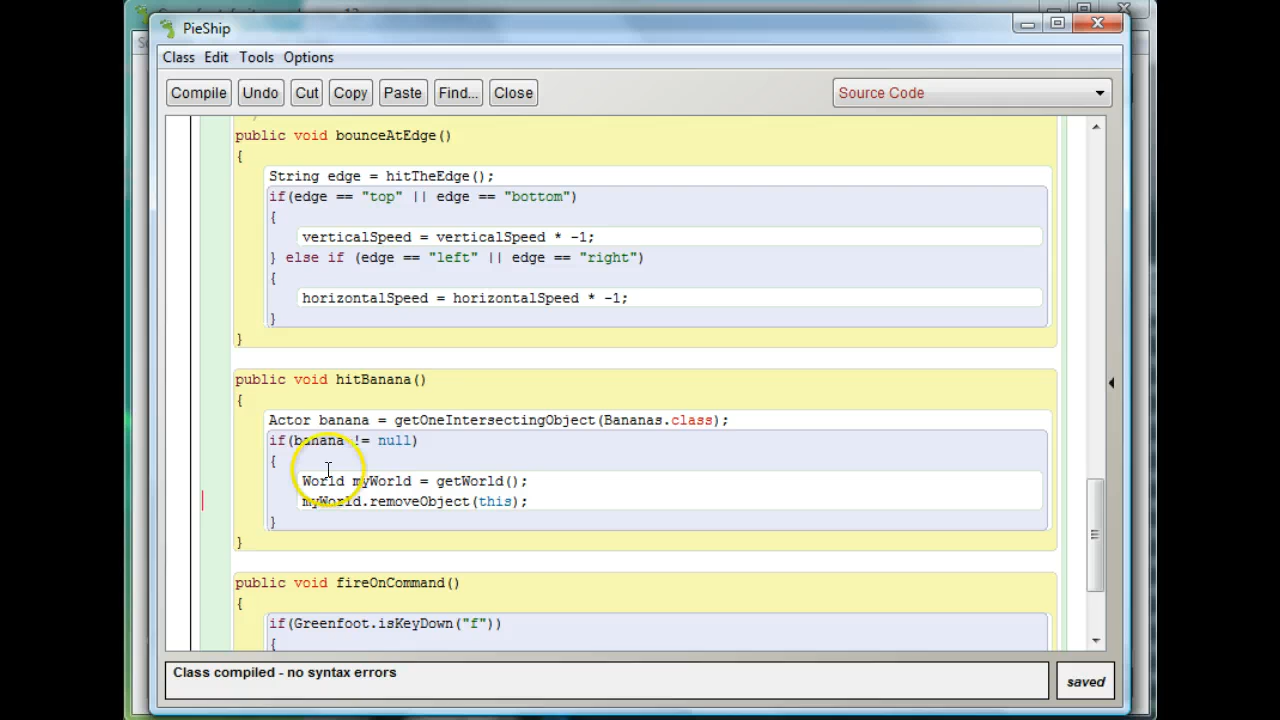 PieShip
Class Edit Tools Options
Compile Undo Cut Copy Paste Find... Close Source Code
public void bounceAtEdge()
{
String edge = hitTheEdge();
if(edge == "top" || edge == "bottom")
{
verticalSpeed = verticalSpeed * -1;
} else if (edge == "left" || edge == "right")
{
horizontalSpeed = horizontalSpeed * -1;
}
}
public void hitBanana()
{
Actor banana = getOneIntersectingObject(Bananas.class);
if(banana != null)
{
World myWorld = getWorld();
myWorld.removeObject(this);
}
}
public void fireOnCommand()
{
if(Greenfoot.isKeyDown("f"))
{
Class compiled - no syntax errors
saved